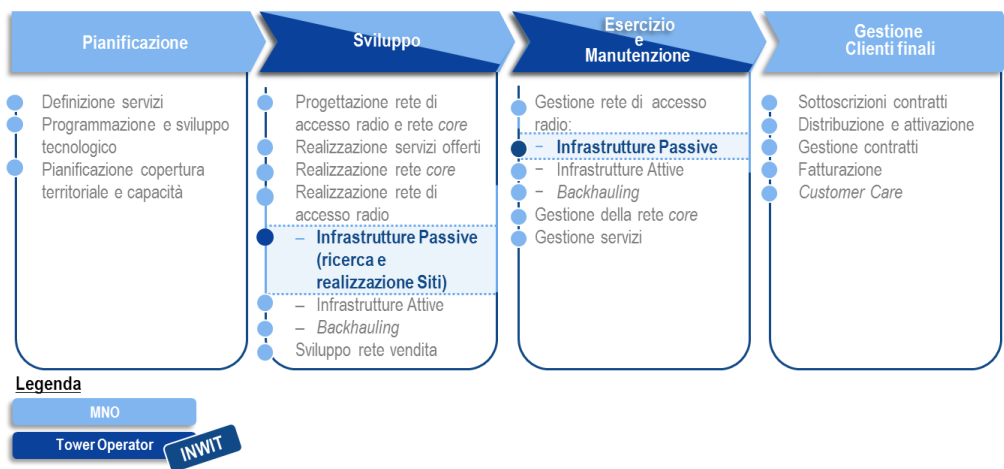 Pianificazione
Sviluppo
Esercizio
e
Manutenzione
Gestione
Clienti finali
Definizione servizi
Programmazione e sviluppo
tecnologico
Pianificazione copertura
territoriale e capacità
Progettazione rete di
accesso radio e rete core
Realizzazione servizi offerti
Realizzazione rete core
Realizzazione rete di
accesso radio
– Infrastrutture Passive
(ricerca e
realizzazione Siti)
– Infrastrutture Attive
– Backhauling
Sviluppo rete vendita
Gestione rete di accesso
radio:
– Infrastrutture Passive
– Infrastrutture Attive
– Backhauling
Gestione della rete core
Gestione servizi
Sottoscrizioni contratti
Distribuzione e attivazione
Gestione contratti
Fatturazione
Customer Care
Legenda
MNO
Tower Operator
INWIT